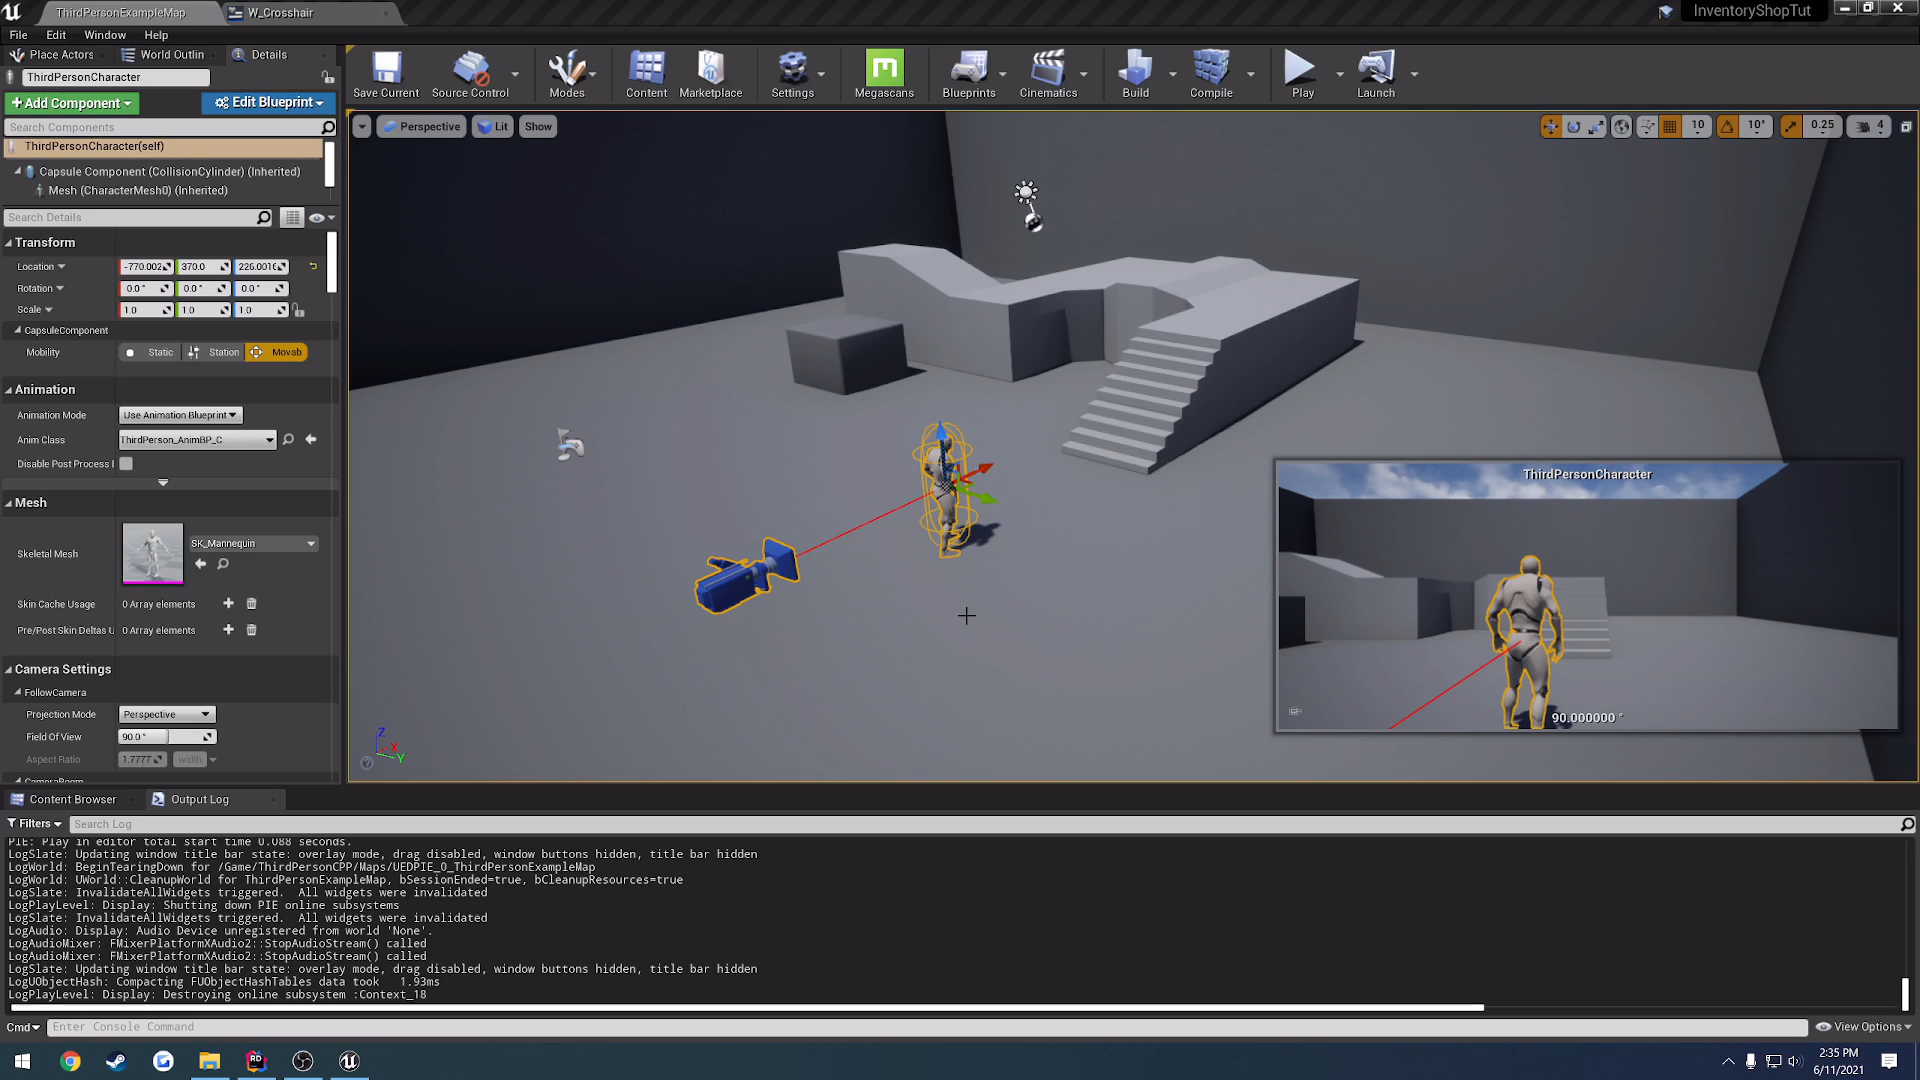 ThirdPersonExampleMap
W_Crosshair
InventoryShopTut
File Edit Window Help
Place Actors World Outlin Details
ThirdPersonCharacter
+Add Component
Edit Blueprint
Search Components
ThirdPersonCharacter(self)
Capsule Component (CollisionCylinder) (Inherited)
Mesh (CharacterMesh0) (Inherited)
Search Details
Transform
Location -770.002 370.0 226.0016
Rotation 0.0° 0.0° 0.0°
Scale 1.0 1.0 1.0
CapsuleComponent
Mobility Static Station Movab
Animation
Animation Mode Use Animation Blueprint
Anim Class ThirdPerson_AnimBP_C
Disable Post Process
Mesh
Skeletal Mesh SK_Mannequin
Skin Cache Usage 0 Array elements
Pre/Post Skin Deltas U 0 Array elements
Camera Settings
FollowCamera
Projection Mode Perspective
Field Of View 90.0°
Aspect Ratio 1.7777 width
Save Current Source Control Modes Content Marketplace Settings Megascans Blueprints Cinematics Build Compile Play Launch
Perspective Lit Show
10 10° 0.25 4
ThirdPersonCharacter
90.000000 °
Z
X
Y
Content Browser Output Log
Filters Search Log
PIE: Play in editor total start time 0.088 seconds.
LogSlate: Updating window title bar state: overlay mode, drag disabled, window buttons hidden, title bar hidden
LogWorld: BeginTearingDown for /Game/ThirdPersonCPP/Maps/UEDPIE_0_ThirdPersonExampleMap
LogWorld: UWorld::CleanupWorld for ThirdPersonExampleMap, bSessionEnded=true, bCleanupResources=true
LogSlate: InvalidateAllWidgets triggered.  All widgets were invalidated
LogPlayLevel: Display: Shutting down PIE online subsystems
LogSlate: InvalidateAllWidgets triggered.  All widgets were invalidated
LogAudio: Display: Audio Device unregistered from world 'None'.
LogAudioMixer: FMixerPlatformXAudio2::StopAudioStream() called
LogAudioMixer: FMixerPlatformXAudio2::StopAudioStream() called
LogSlate: Updating window title bar state: overlay mode, drag disabled, window buttons hidden, title bar hidden
LogUObjectHash: Compacting FUObjectHashTables data took   1.93ms
LogPlayLevel: Display: Destroying online subsystem :Context_18
Cmd Enter Console Command
View Options
2:35 PM
6/11/2021